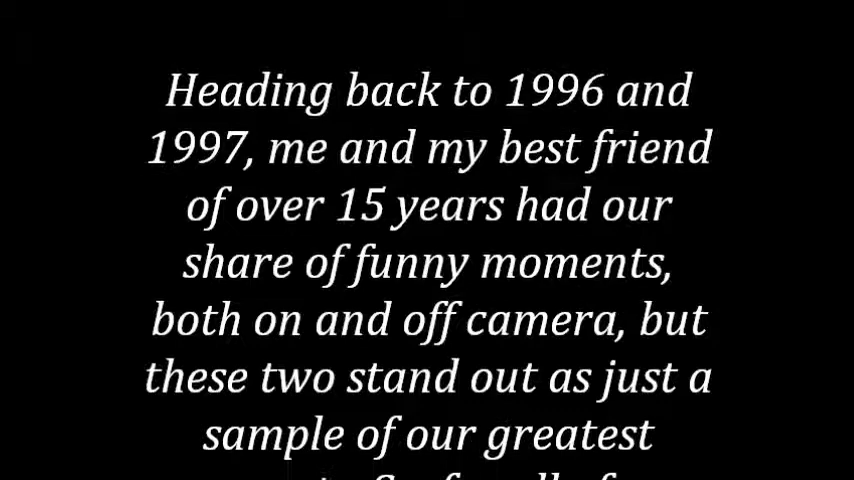 Heading back to 1996 and
1997, me and my best friend
of over 15 years had our
share of funny moments,
both on and off camera, but
these two stand out as just a
sample of our greatest